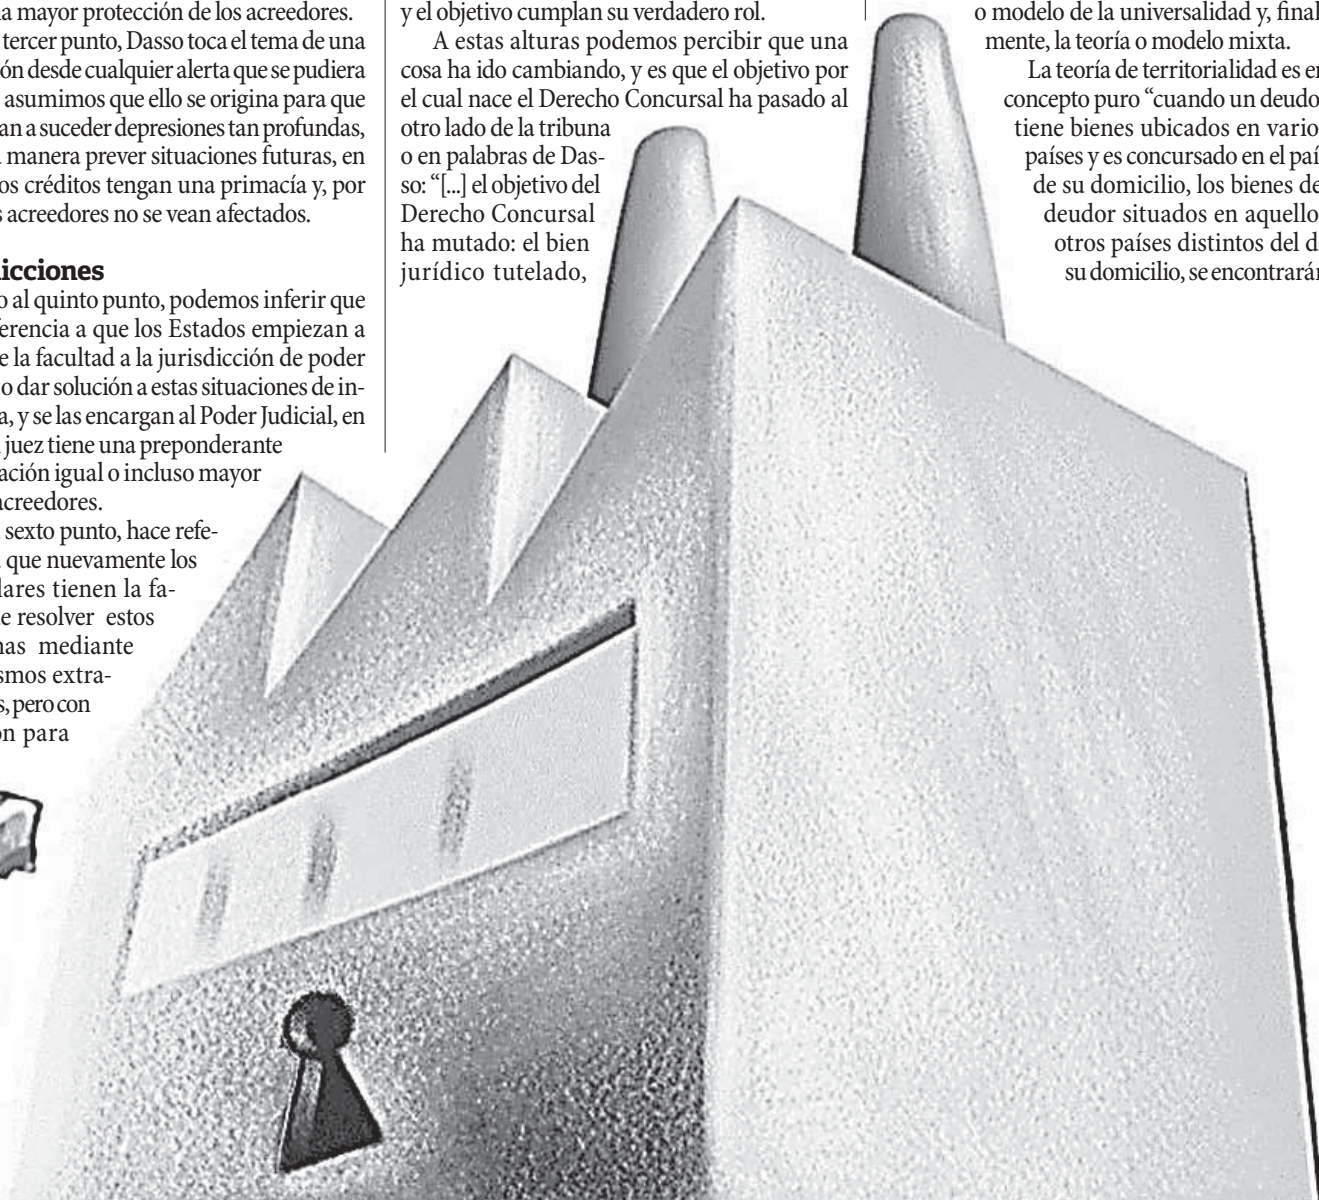 mayor protección de los acreedores.
tercer punto, Dasso toca el tema de una
desde cualquier alerta que se pudiera
asumimos que ello se origina para que
a suceder depresiones tan profundas,
manera prever situaciones futuras, en
créditos tengan una primacía y, por
acreedores no se vean afectados.
icciones
al quinto punto, podemos inferir que
ferencia a que los Estados empiezan a
la facultad a la jurisdicción de poder
o dar solución a estas situaciones de in-
a, y se las encargan al Poder Judicial, en
juez tiene una preponderante
ación igual o incluso mayor
acreedores.
sexto punto, hace refe-
que nuevamente los
lares tienen la fa-
resolver estos
mas mediante
smos extra-
s, pero con
ón para
y el objetivo cumplan su verdadero rol.
A estas alturas podemos percibir que una
cosa ha ido cambiando, y es que el objetivo por
el cual nace el Derecho Concursal ha pasado al
otro lado de la tribuna
o en palabras de Das-
so: “[...] el objetivo del
Derecho Concursal
ha mutado: el bien
jurídico tutelado,
o modelo de la universalidad y, final
mente, la teoría o modelo mixta.
La teoría de territorialidad es en
concepto puro “cuando un deudo
tiene bienes ubicados en vario
países y es concursado en el paí
de su domicilio, los bienes de
deudor situados en aquello
otros países distintos del d
su domicilio, se encontrarán